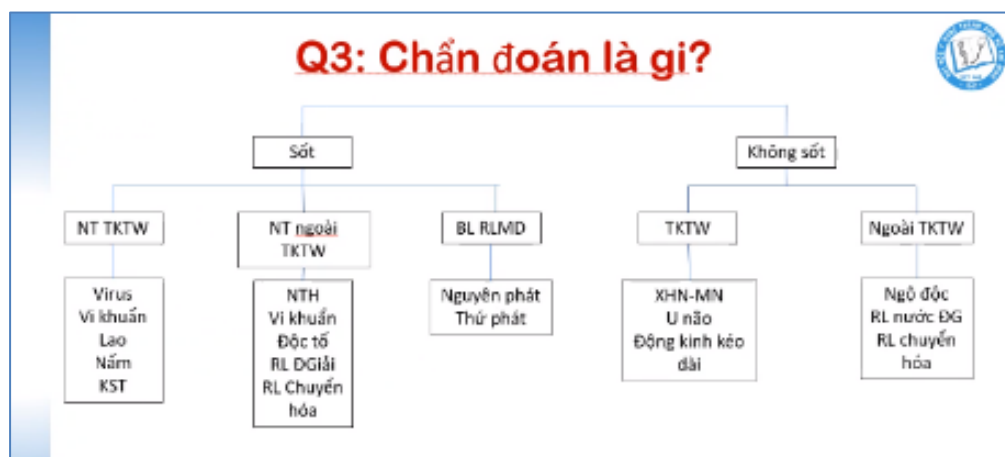 Q3: Chẩn đoán là gi?
Sốt
Không sốt
NT TKTW
NT ngoài
TKTW
BL RLMD
TKTW
Ngoài TKTW
Virus
Vi khuẩn
Lao
Nấm
KST
NTH
Vi khuẩn
Độc tố
RL DGiải
RL Chuyển
hóa
Nguyên phát
Thứ phát
XHN-MN
U não
Động kinh kéo
dài
Ngộ độc
RL nước ĐG
RL chuyển
hóa